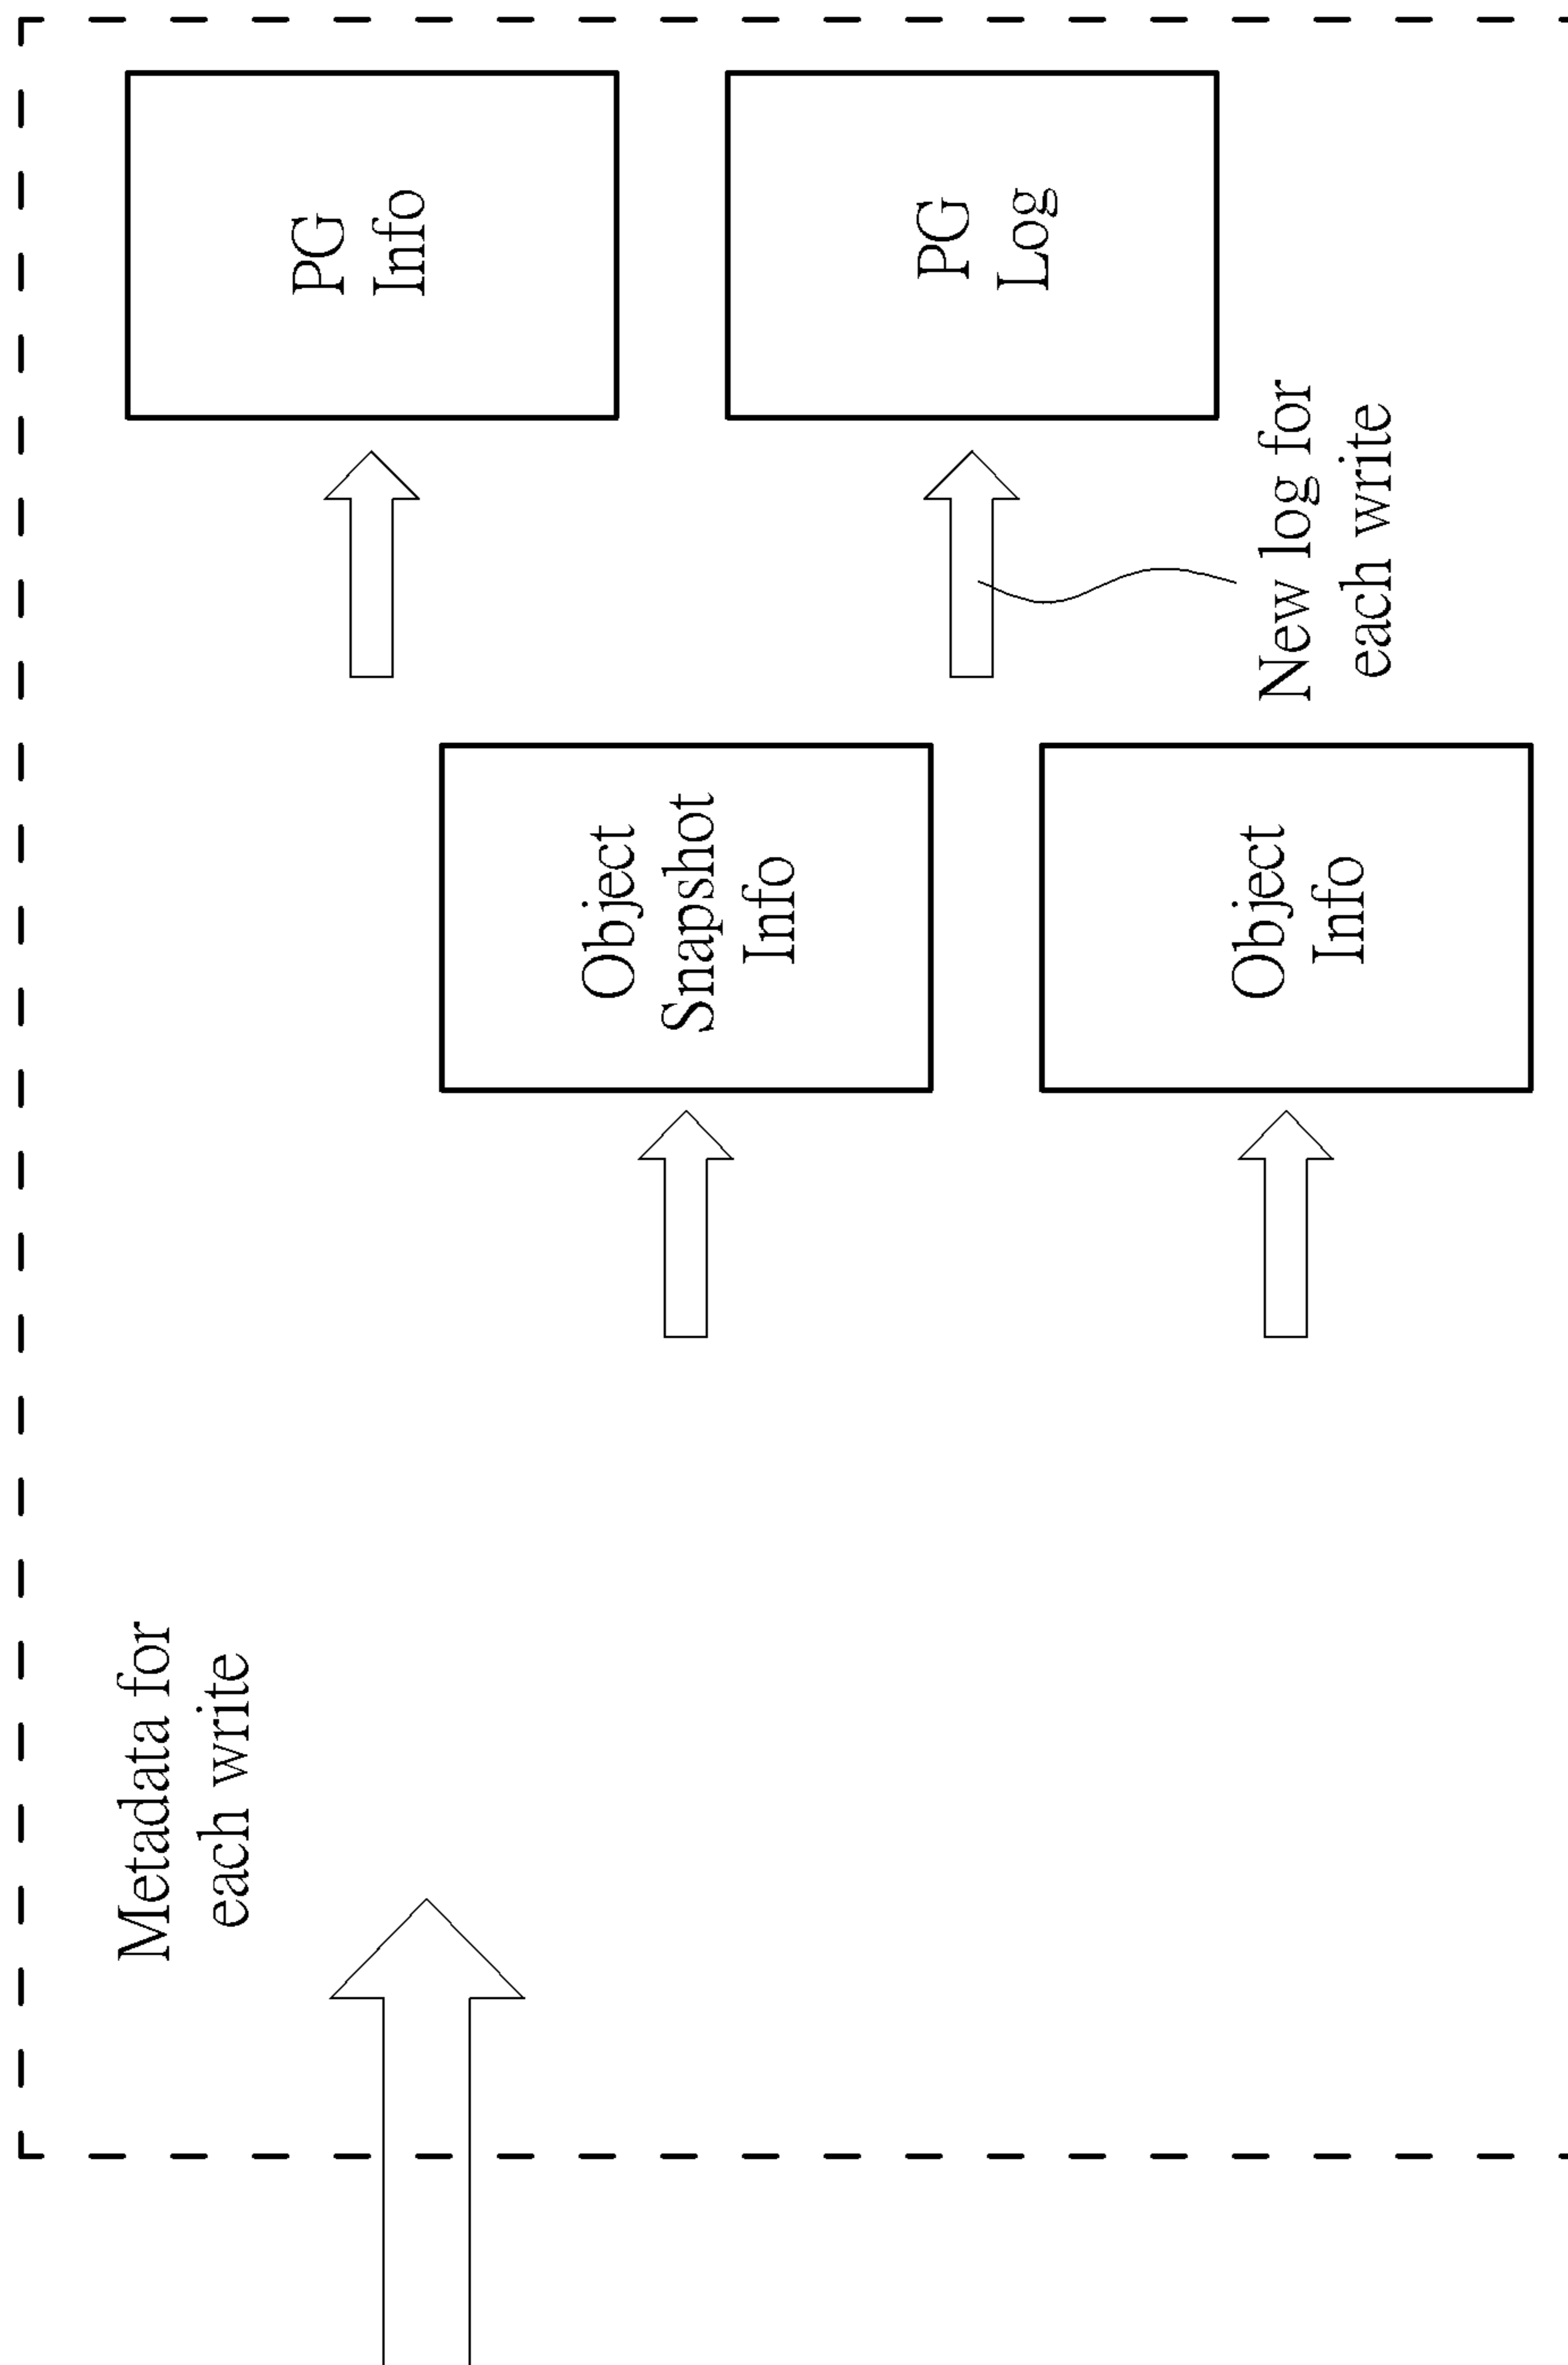 Metadata for
each write
Object
Snapshot
Info
Object
Info
PG
Info
PG
Log
New log for
each write